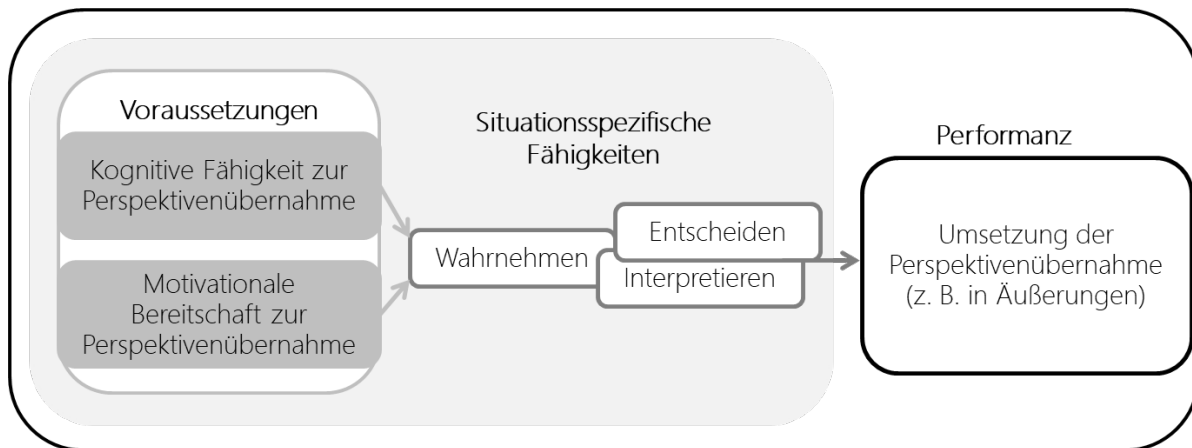 Voraussetzungen
Kognitive Fähigkeit zur
Perspektivenübernahme
Motivationale
Bereitschaft zur
Perspektivenübernahme
Situationsspezifische
Fähigkeiten
Wahrnehmen
Entscheiden
Interpretieren
Performanz
Umsetzung der
Perspektivenübernahme
(z. B. in Äußerungen)